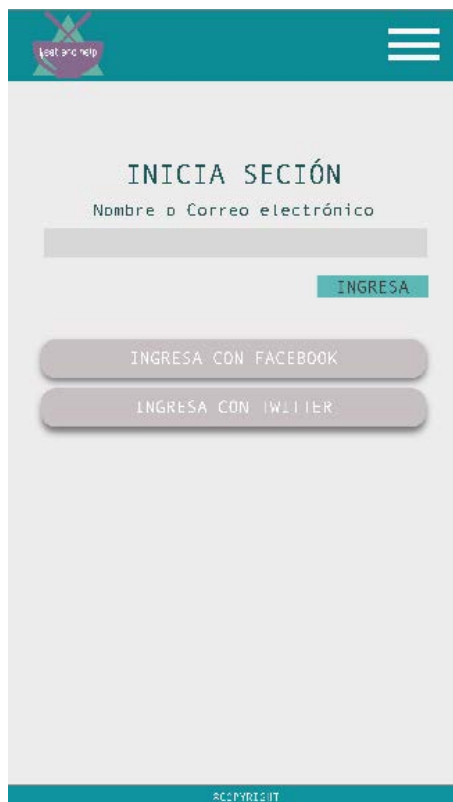 eat and help
INICIA SECIÓN
Nombre o Correo electrónico
INGRESA
INGRESA CON FACEBOOK
INGRESA CON TWITTER
©COPYRIGHT